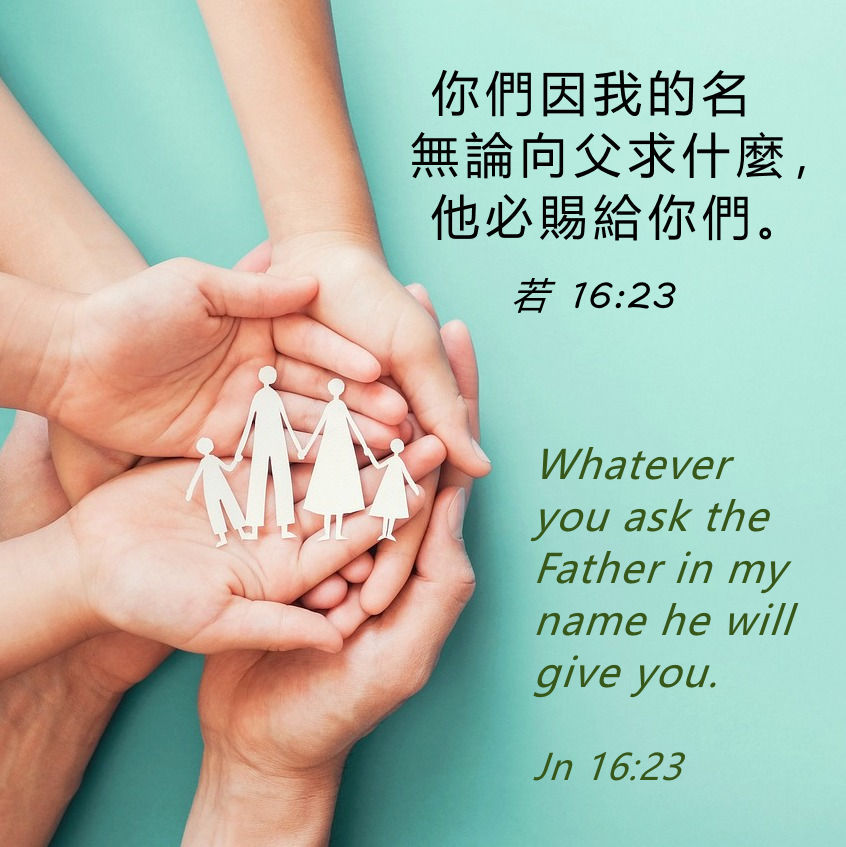 你們因我的名
無論向父求什麼，
他必賜給你們。
若 16:23
Whatever
you ask the
Father in my
name he will
give you.
Jn 16:23